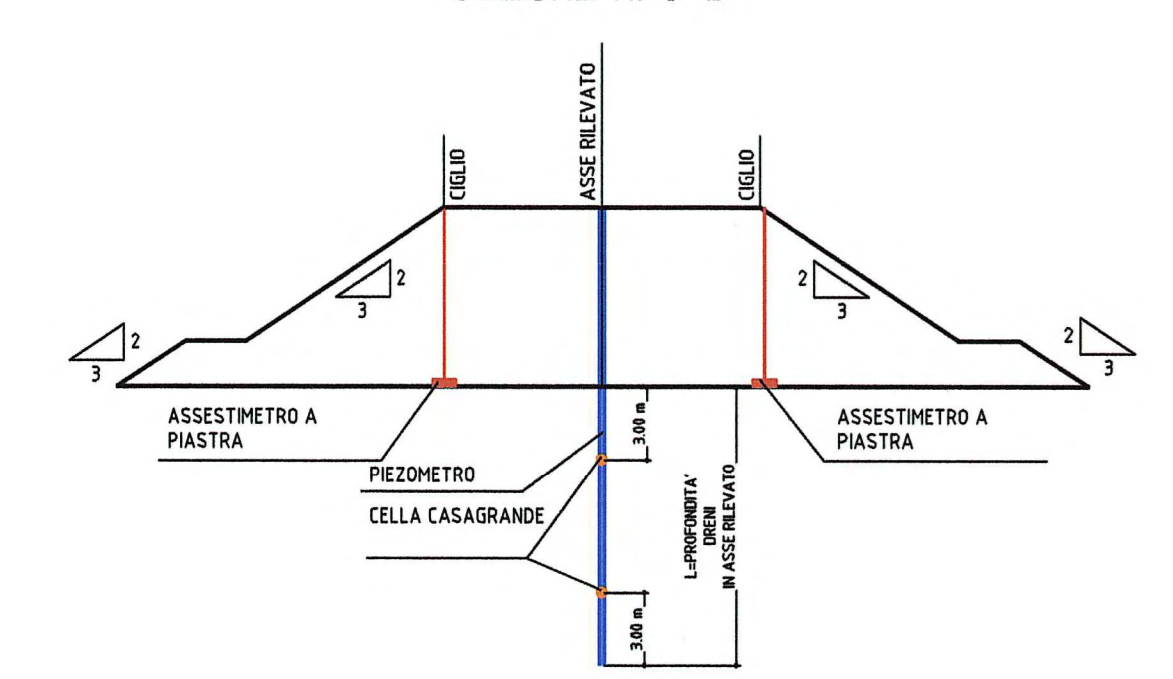 ASSE RILEVATO
CIGLIO
CIGLIO
2
3
2
3
2
3
2
3
ASSESTIMETRO A
PIASTRA
ASSESTIMETRO A
PIASTRA
3.00 m
PIEZOMETRO
CELLA CASAGRANDE
L=PROFONDITA'
DRENI
IN ASSE RILEVATO
3.00 m